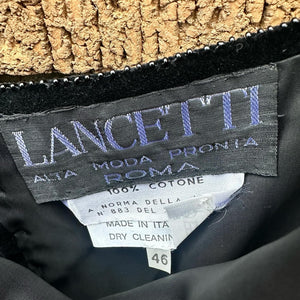 LANCETTI
ALTA MODA PRONTA
ROMA
100% COTONE
A NORMA DELLA
N° 883 DEL
MADE IN ITA
DRY CLEANIN
46